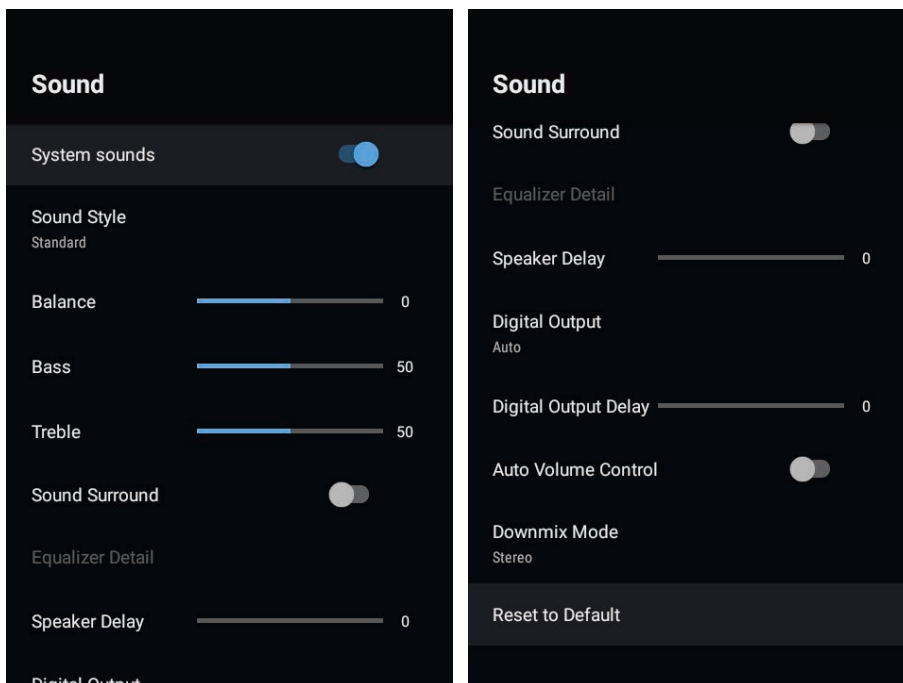 Sound
System sounds
Sound Style
Standard
Balance 0
Bass 50
Treble 50
Sound Surround
Equalizer Detail
Speaker Delay 0
Digital Output
Sound
Sound Surround
Equalizer Detail
Speaker Delay 0
Digital Output
Auto
Digital Output Delay 0
Auto Volume Control
Downmix Mode
Stereo
Reset to Default